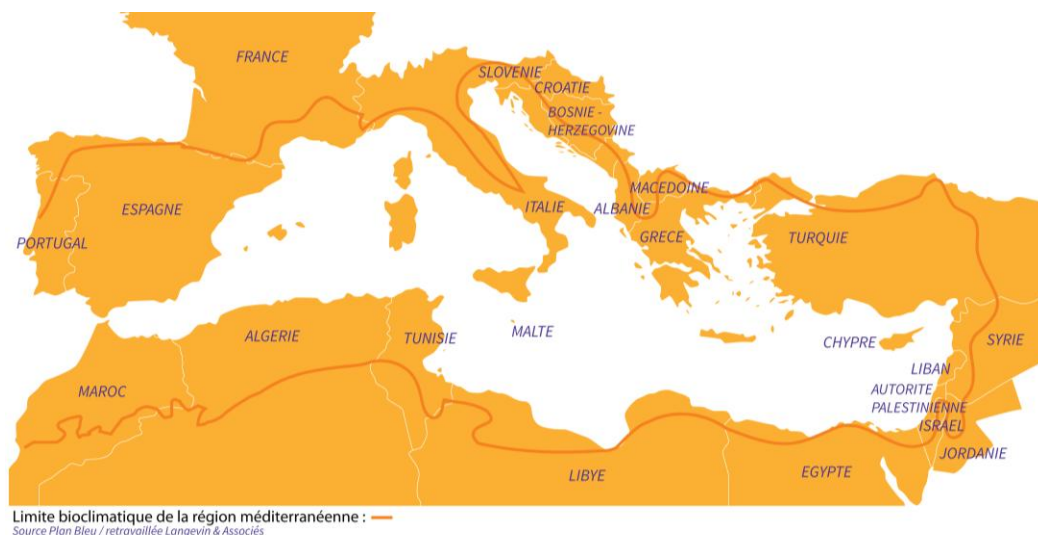 FRANCE
SLOVENIE
CROATIE
BOSNIE -
HERZEGOVINE
MACEDOINE
ITALIE
ALBANIE
ESPAGNE
GRECE
TURQUIE
PORTUGAL
ALGERIE
TUNISIE
MALTE
CHYPRE
SYRIE
LIBAN
MAROC
AUTORITE
PALESTINIENNE
ISRAEL
JORDANIE
LIBYE
EGYPTE
Limite bioclimatique de la région méditerranéenne :
Source Plan Bleu / retravaillée Langevin & Associés